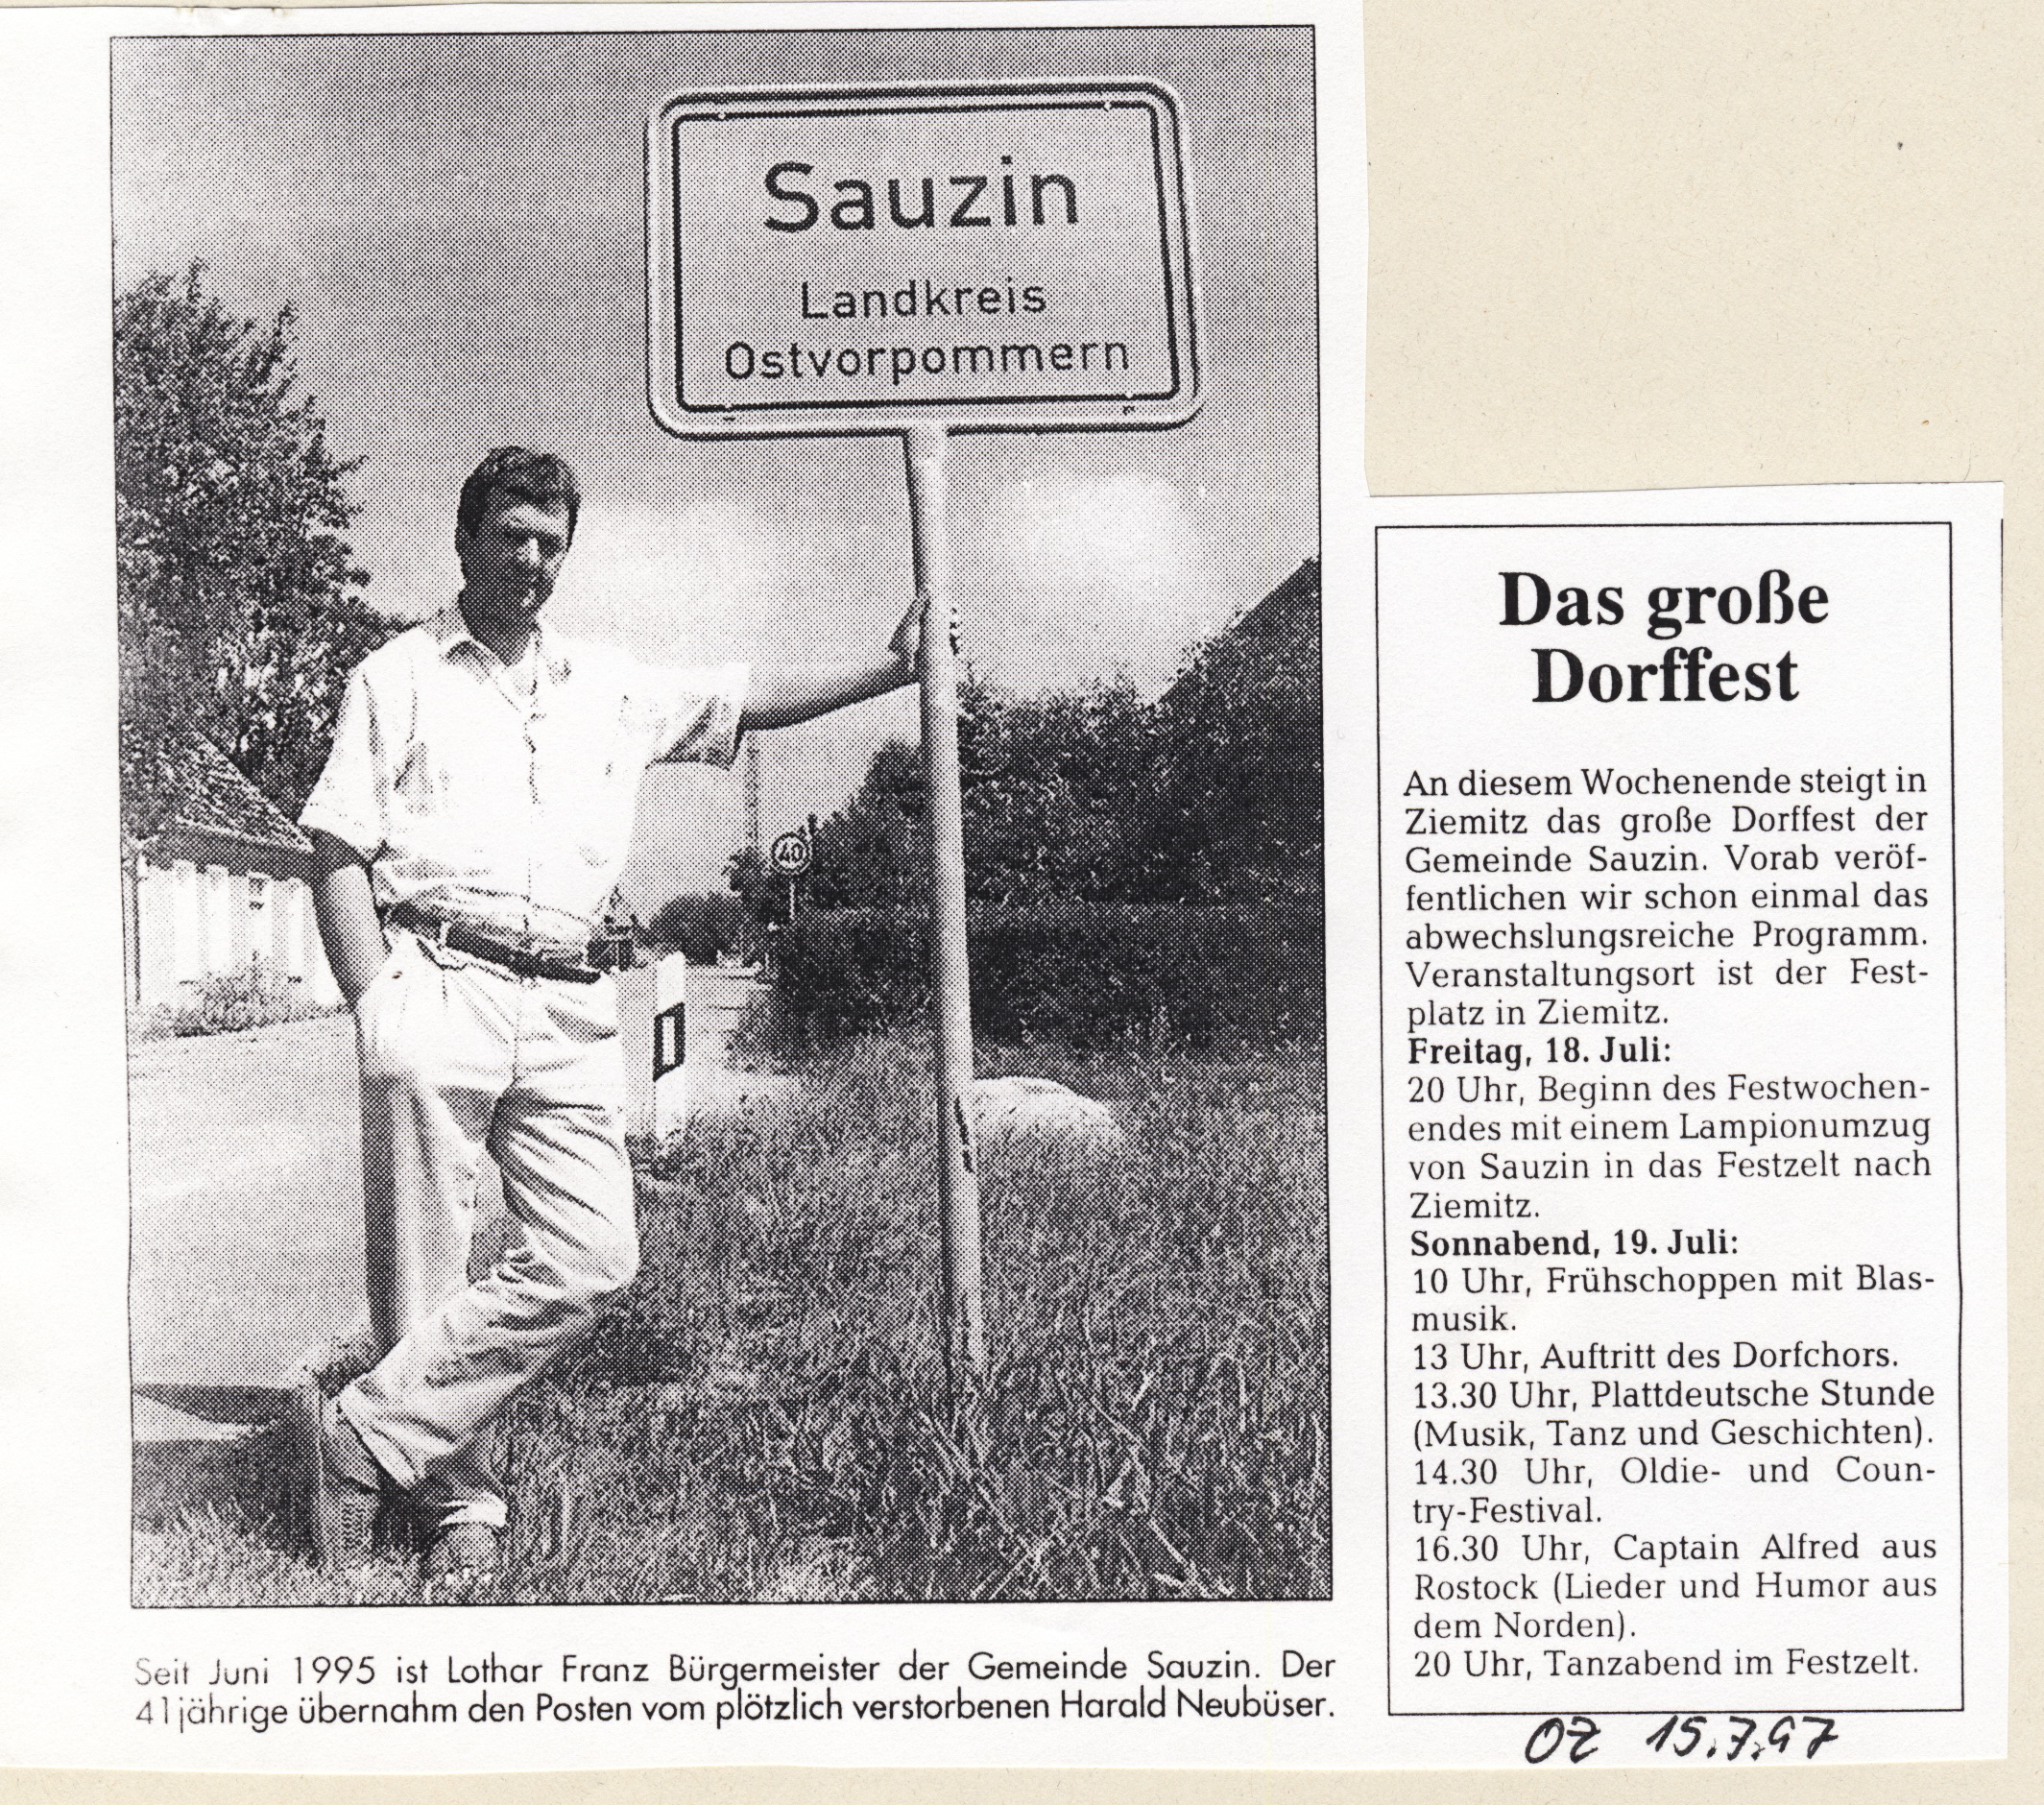 Sauzin
Landkreis
Ostvorpommern
40
Seit Juni 1995 ist Lothar Franz Bürgermeister der Gemeinde Sauzin. Der
41jährige übernahm den Posten vom plötzlich verstorbenen Harald Neubüser.
Das große
Dorffest
An diesem Wochenende steigt in
Ziemitz das große Dorffest der
Gemeinde Sauzin. Vorab veröf-
fentlichen wir schon einmal das
abwechslungsreiche Programm.
Veranstaltungsort ist der Fest-
platz in Ziemitz.
Freitag, 18. Juli:
20 Uhr, Beginn des Festwochen-
endes mit einem Lampionumzug
von Sauzin in das Festzelt nach
Ziemitz.
Sonnabend, 19. Juli:
10 Uhr, Frühschoppen mit Blas-
musik.
13 Uhr, Auftritt des Dorfchors.
13.30 Uhr, Plattdeutsche Stunde
(Musik, Tanz und Geschichten).
14.30 Uhr, Oldie- und Coun-
try-Festival.
16.30 Uhr, Captain Alfred aus
Rostock (Lieder und Humor aus
dem Norden).
20 Uhr, Tanzabend im Festzelt.
OZ 15.7.97